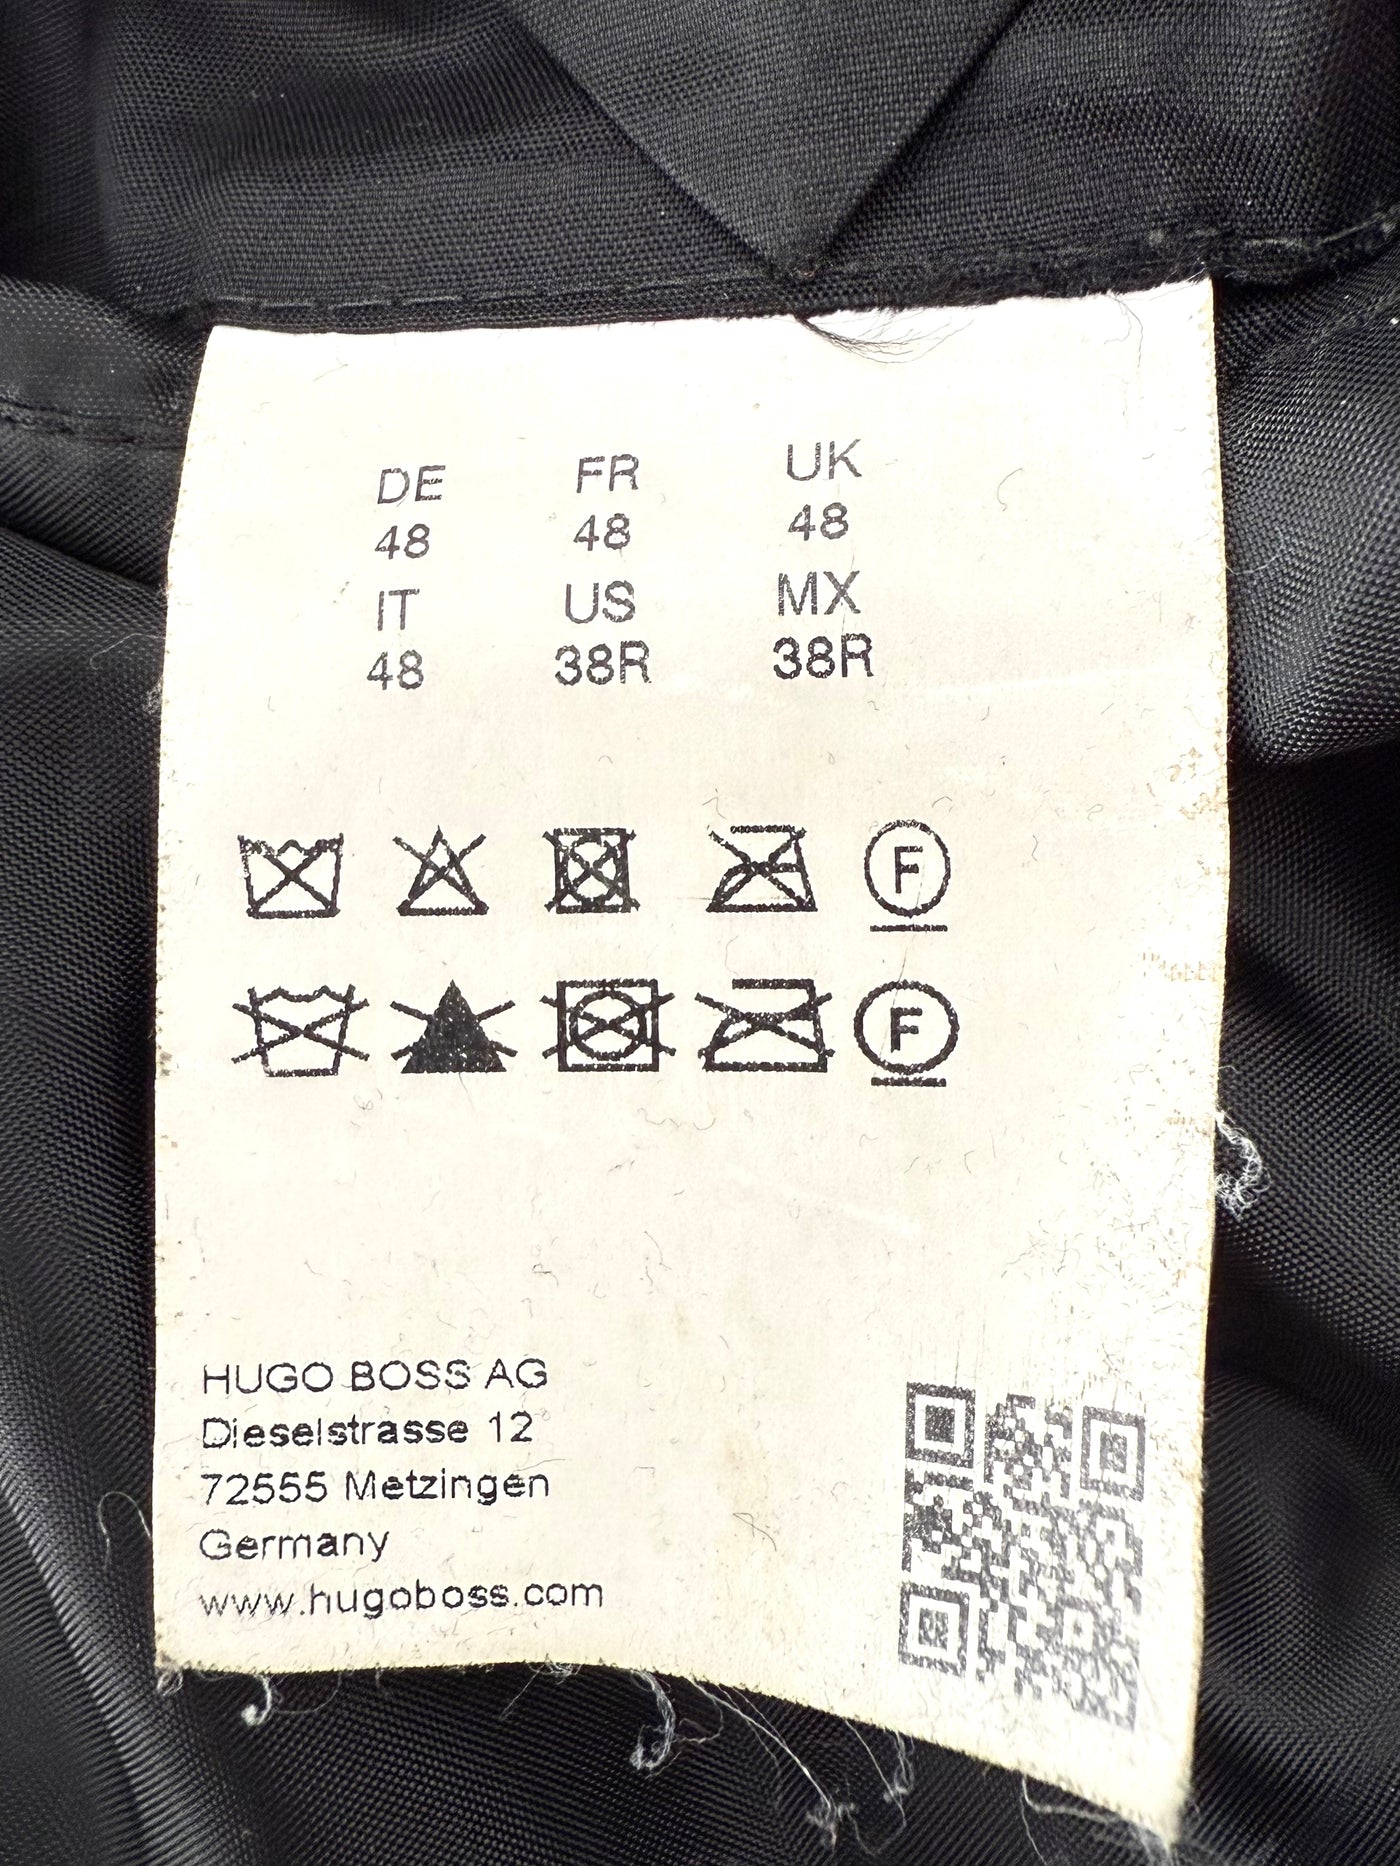 DE FR UK
48 48 48
IT US MX
48 38R 38R
F
F
HUGO BOSS AG
Dieselstrasse 12
72555 Metzingen
Germany
www.hugoboss.com